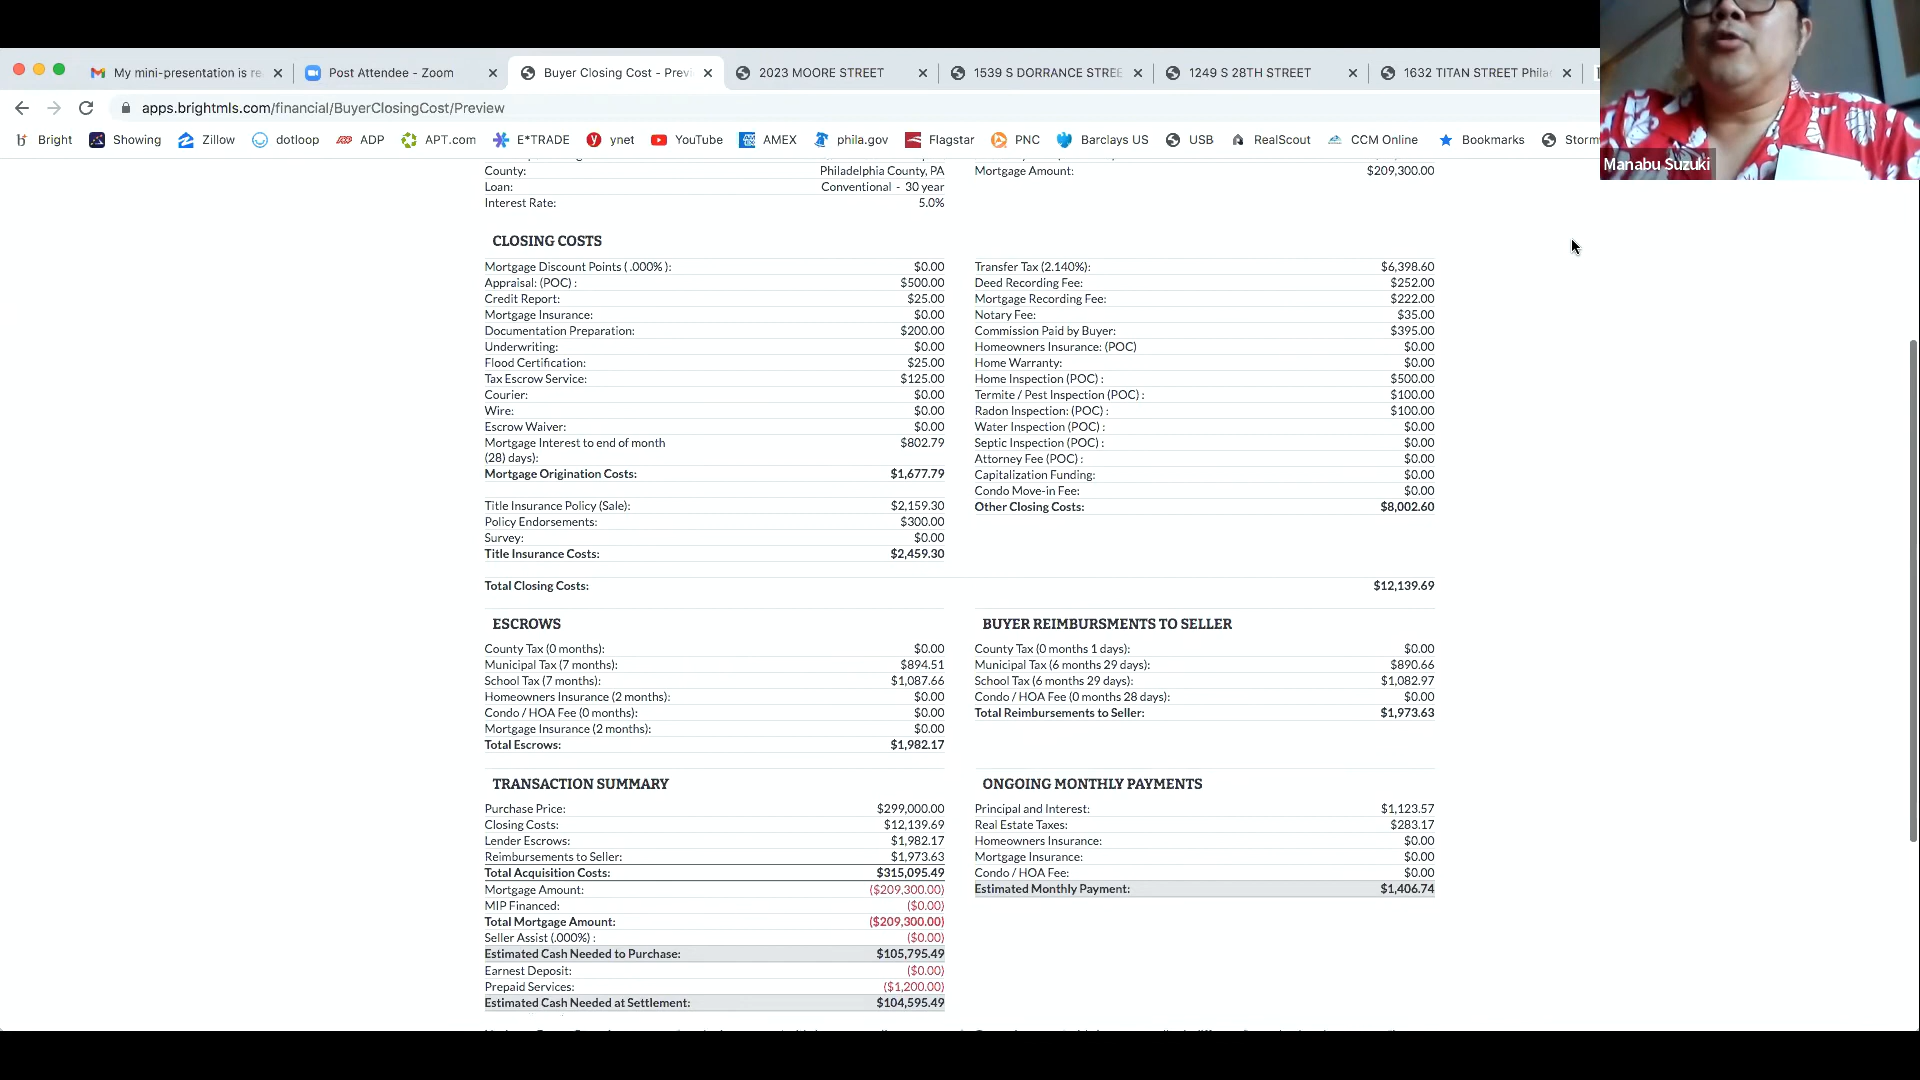 My mini-presentation is re
Post Attendee - Zoom
Buyer Closing Cost - Previ
2023 MOORE STREET
1539 S DORRANCE STREE
1249 S 28TH STREET
1632 TITAN STREET Phila
apps.brightmls.com/financial/BuyerClosingCost/Preview
Bright
Showing
Zillow
dotloop
ADP
APT.com
E*TRADE
ynet
YouTube
AMEX
phila.gov
Flagstar
PNC
Barclays US
USB
RealScout
CCM Online
Bookmarks
Storm
Manabu Suzuki
County: Philadelphia County, PA
Loan: Conventional - 30 year
Interest Rate: 5.0%
Mortgage Amount: $209,300.00
CLOSING COSTS
Mortgage Discount Points ( .000% ): $0.00
Appraisal: (POC) : $500.00
Credit Report: $25.00
Mortgage Insurance: $0.00
Documentation Preparation: $200.00
Underwriting: $0.00
Flood Certification: $25.00
Tax Escrow Service: $125.00
Courier: $0.00
Wire: $0.00
Escrow Waiver: $0.00
Mortgage Interest to end of month $802.79
(28) days):
Mortgage Origination Costs: $1,677.79
Title Insurance Policy (Sale): $2,159.30
Policy Endorsements: $300.00
Survey: $0.00
Title Insurance Costs: $2,459.30
Transfer Tax (2.140%): $6,398.60
Deed Recording Fee: $252.00
Mortgage Recording Fee: $222.00
Notary Fee: $35.00
Commission Paid by Buyer: $395.00
Homeowners Insurance: (POC) $0.00
Home Warranty: $0.00
Home Inspection (POC) : $500.00
Termite / Pest Inspection (POC) : $100.00
Radon Inspection: (POC) : $100.00
Water Inspection (POC) : $0.00
Septic Inspection (POC) : $0.00
Attorney Fee (POC) : $0.00
Capitalization Funding: $0.00
Condo Move-in Fee: $0.00
Other Closing Costs: $8,002.60
Total Closing Costs: $12,139.69
ESCROWS
County Tax (0 months): $0.00
Municipal Tax (7 months): $894.51
School Tax (7 months): $1,087.66
Homeowners Insurance (2 months): $0.00
Condo / HOA Fee (0 months): $0.00
Mortgage Insurance (2 months): $0.00
Total Escrows: $1,982.17
BUYER REIMBURSMENTS TO SELLER
County Tax (0 months 1 days): $0.00
Municipal Tax (6 months 29 days): $890.66
School Tax (6 months 29 days): $1,082.97
Condo / HOA Fee (0 months 28 days): $0.00
Total Reimbursements to Seller: $1,973.63
TRANSACTION SUMMARY
Purchase Price: $299,000.00
Closing Costs: $12,139.69
Lender Escrows: $1,982.17
Reimbursements to Seller: $1,973.63
Total Acquisition Costs: $315,095.49
Mortgage Amount: ($209,300.00)
MIP Financed: ($0.00)
Total Mortgage Amount: ($209,300.00)
Seller Assist (.000%) : ($0.00)
Estimated Cash Needed to Purchase: $105,795.49
Earnest Deposit: ($0.00)
Prepaid Services: ($1,200.00)
Estimated Cash Needed at Settlement: $104,595.49
ONGOING MONTHLY PAYMENTS
Principal and Interest: $1,123.57
Real Estate Taxes: $283.17
Homeowners Insurance: $0.00
Mortgage Insurance: $0.00
Condo / HOA Fee: $0.00
Estimated Monthly Payment: $1,406.74